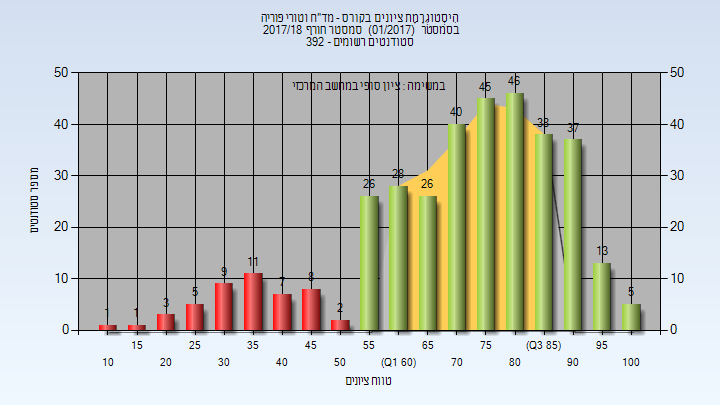 היסטוגרמת ציונים בקורס - מד"ח וטורי פוריה
בסמסטר (01/2017) סמסטר חורף 2017/18
סטודנטים רשומים - 392
במשימה : ציון סופי במחשב המרכזי
מספר סטודנטים
50 40 30 20 10 0
50 40 30 20 10 0
1 1 3 5 9 11 7 8 2 26 28 26 40 45 46 38 37 13 5
15 25 35 45 55 65 75 (Q3 85) 95
10 20 30 40 50 (Q1 60) 70 80 90 100
טווח ציונים